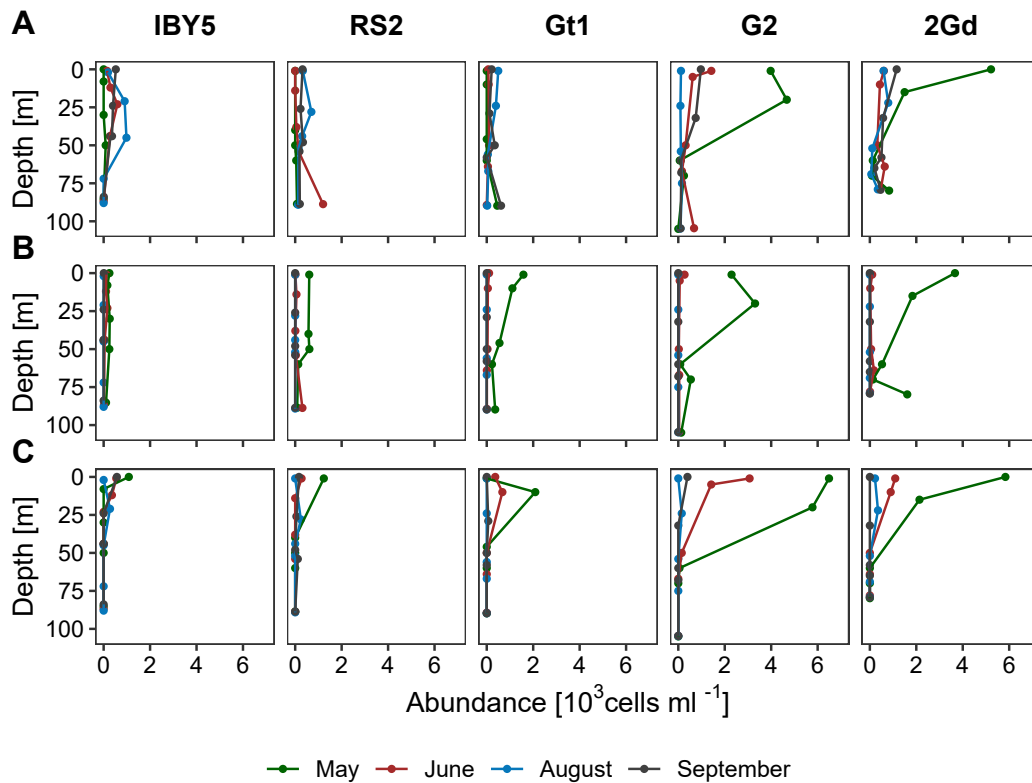 A IBY5 RS2 Gt1 G2 2Gd
Depth [m]
0
25
50
75
100
B
Depth [m]
0
25
50
75
100
C
Depth [m]
0
25
50
75
100
0 2 4 6 0 2 4 6 0 2 4 6 0 2 4 6 0 2 4 6
Abundance [10³cells ml ⁻¹]
May June August September